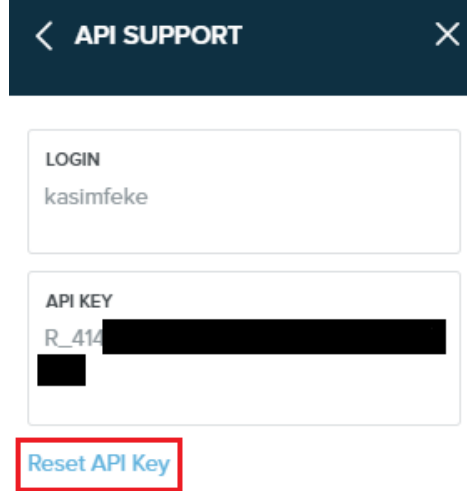 API SUPPORT
LOGIN
kasimfeke
API KEY
R_414
Reset API Key